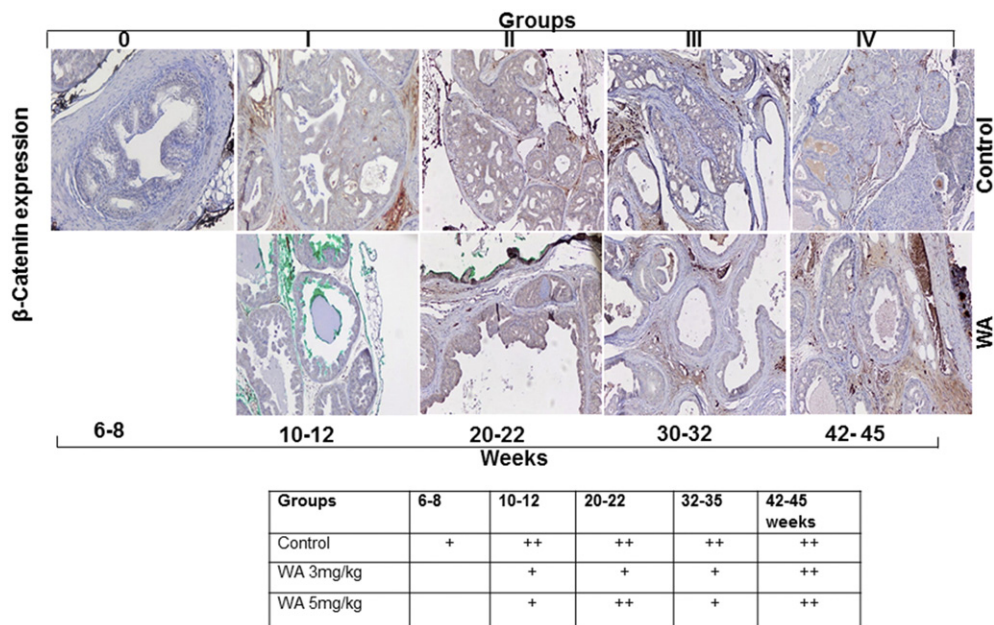 Groups
0 I II III IV
β-Catenin expression
Control
WA
6-8 10-12 20-22 30-32 42- 45
Weeks
Groups 6-8 10-12 20-22 32-35 42-45 weeks
Control + ++ ++ ++ ++
WA 3mg/kg + + + ++
WA 5mg/kg + ++ + ++